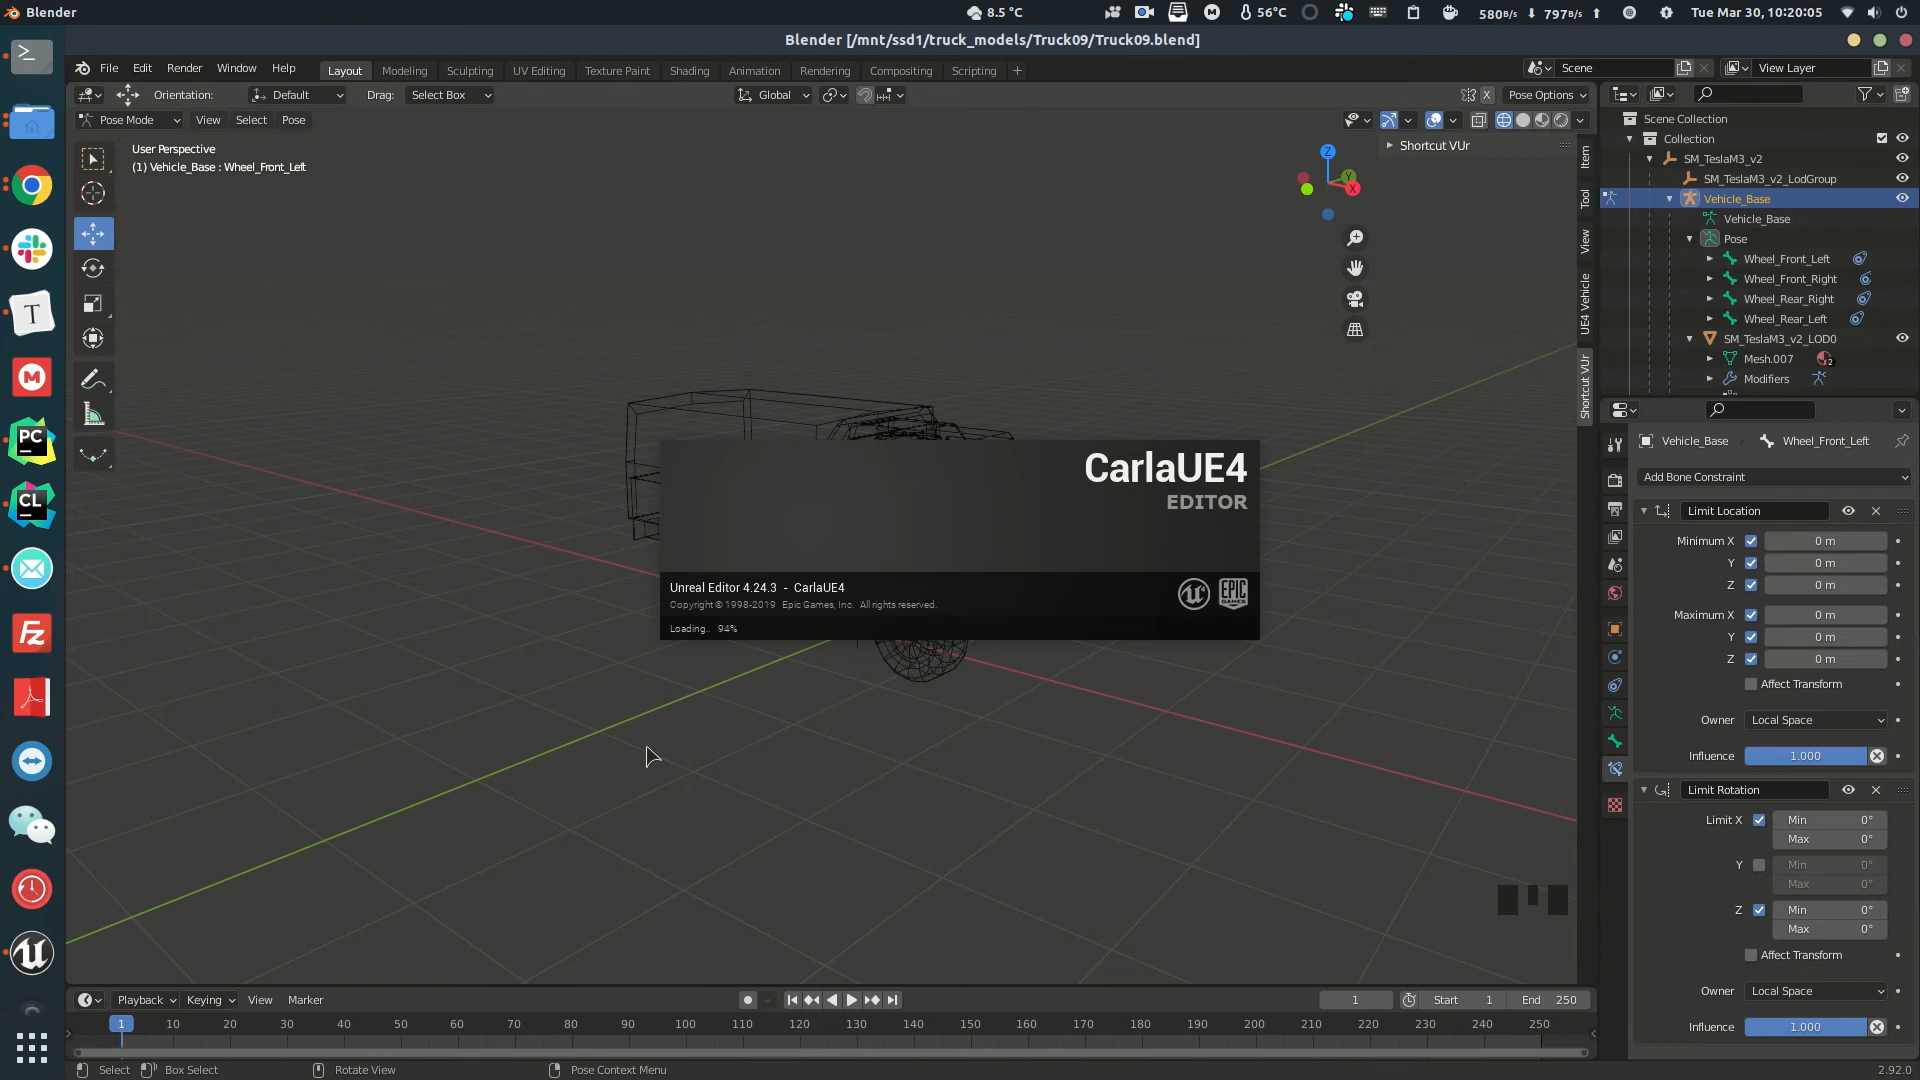 Blender
8.5 °C
56°C
580B/s
797B/s
Tue Mar 30, 10:20:05
Blender [/mnt/ssd1/truck_models/Truck09/Truck09.blend]
File Edit Render Window Help
Layout Modeling Sculpting UV Editing Texture Paint Shading Animation Rendering Compositing Scripting +
Scene
View Layer
Orientation: Default Drag: Select Box
Global
X
Pose Options
Pose Mode View Select Pose
User Perspective
(1) Vehicle_Base : Wheel_Front_Left
Shortcut VUr
Z
Y
X
Item
Tool
View
UE4 Vehicle
Shortcut VUr
Scene Collection
Collection
SM_TeslaM3_v2
SM_TeslaM3_v2_LodGroup
Vehicle_Base
Vehicle_Base
Pose
Wheel_Front_Left
Wheel_Front_Right
Wheel_Rear_Right
Wheel_Rear_Left
SM_TeslaM3_v2_LOD0
Mesh.007
2
Modifiers
Vehicle_Base
Wheel_Front_Left
Add Bone Constraint
Limit Location
Minimum X 0 m
Y 0 m
Z 0 m
Maximum X 0 m
Y 0 m
Z 0 m
Affect Transform
Owner Local Space
Influence 1.000
Limit Rotation
Limit X Min 0°
Max 0°
Y Min 0°
Max 0°
Z Min 0°
Max 0°
Affect Transform
Owner Local Space
Influence 1.000
CarlaUE4
EDITOR
Unreal Editor 4.24.3 - CarlaUE4
Copyright © 1998-2019 Epic Games, Inc. All rights reserved.
Loading.. 94%
EPIC
GAMES
T
M
PC
CL
Fz
Playback Keying View Marker
1
Start 1
End 250
1 10 20 30 40 50 60 70 80 90 100 110 120 130 140 150 160 170 180 190 200 210 220 230 240 250
Select Box Select Rotate View Pose Context Menu
2.92.0